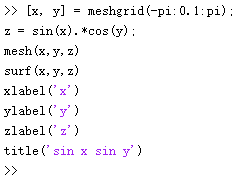 >> [x, y] = meshgrid(-pi:0.1:pi);
z = sin(x).*cos(y);
mesh(x,y,z)
surf(x,y,z)
xlabel('x')
ylabel('y')
zlabel('z')
title('sin x sin y')
>>